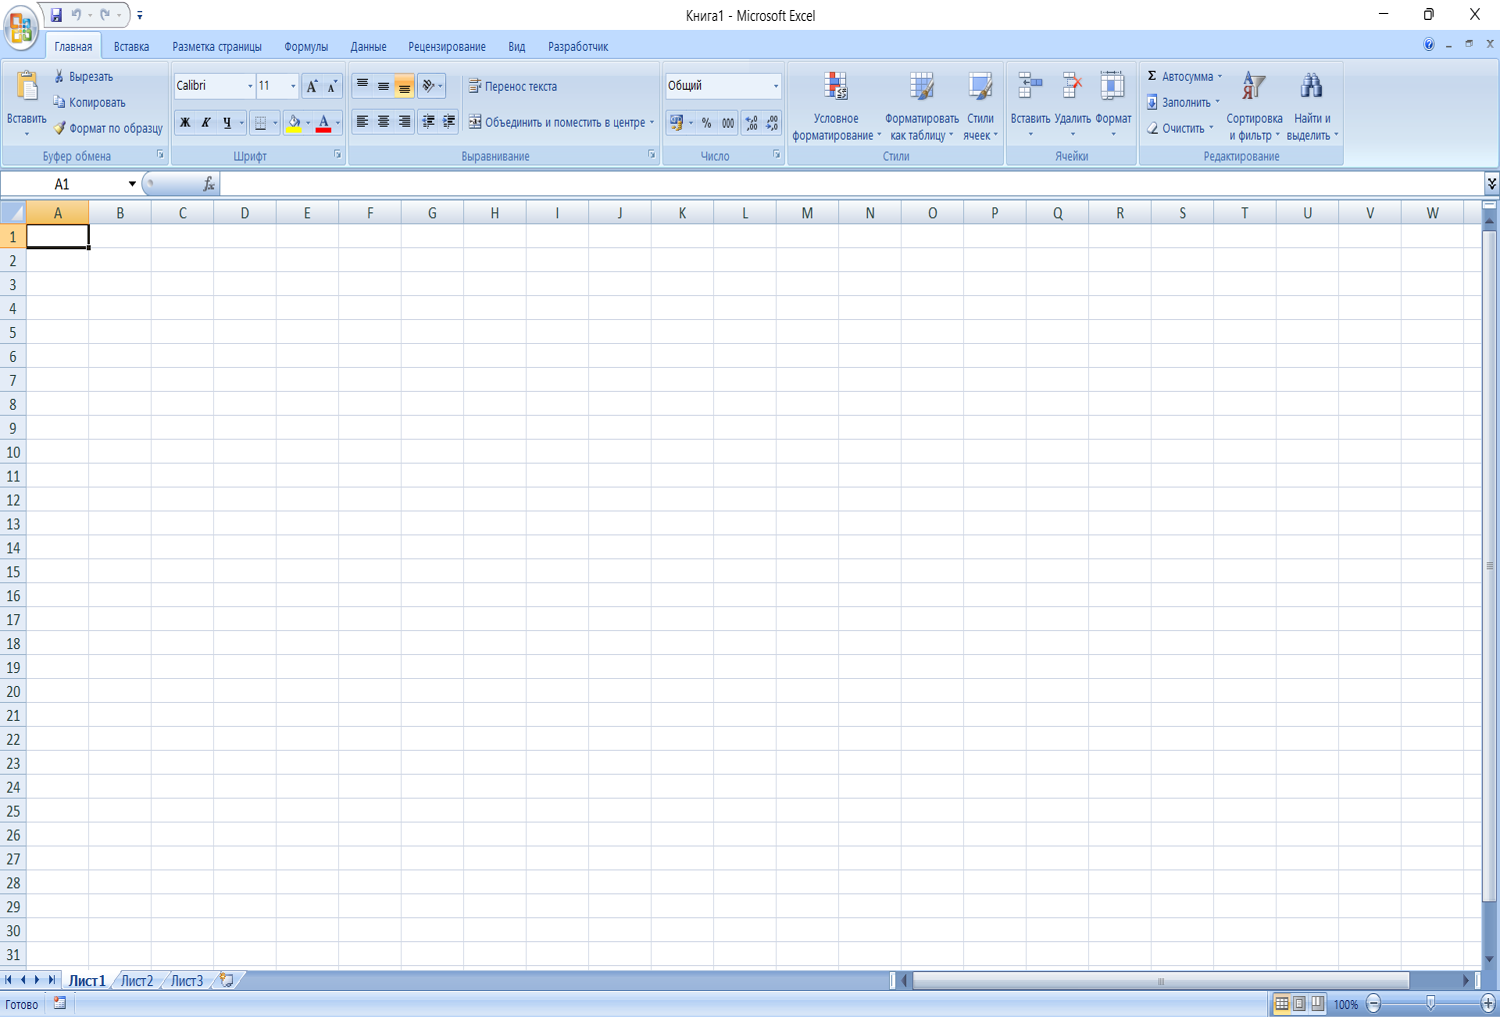 Книга1 - Microsoft Excel
Главная Вставка Разметка страницы Формулы Данные Рецензирование Вид Разработчик
Вставить
Вырезать
Копировать
Формат по образцу
Буфер обмена
Calibri 11
Ж К Ч
Шрифт
Перенос текста
Объединить и поместить в центре
Выравнивание
Общий
% 000
Число
Условное форматирование
Форматировать как таблицу
Стили ячеек
Стили
Вставить Удалить Формат
Ячейки
Σ Автосумма
Заполнить
Очистить
Сортировка и фильтр
Найти и выделить
Редактирование
A1 fx
A B C D E F G H I J K L M N O P Q R S T U V W
1
2
3
4
5
6
7
8
9
10
11
12
13
14
15
16
17
18
19
20
21
22
23
24
25
26
27
28
29
30
31
Лист1 Лист2 Лист3
Готово 100%